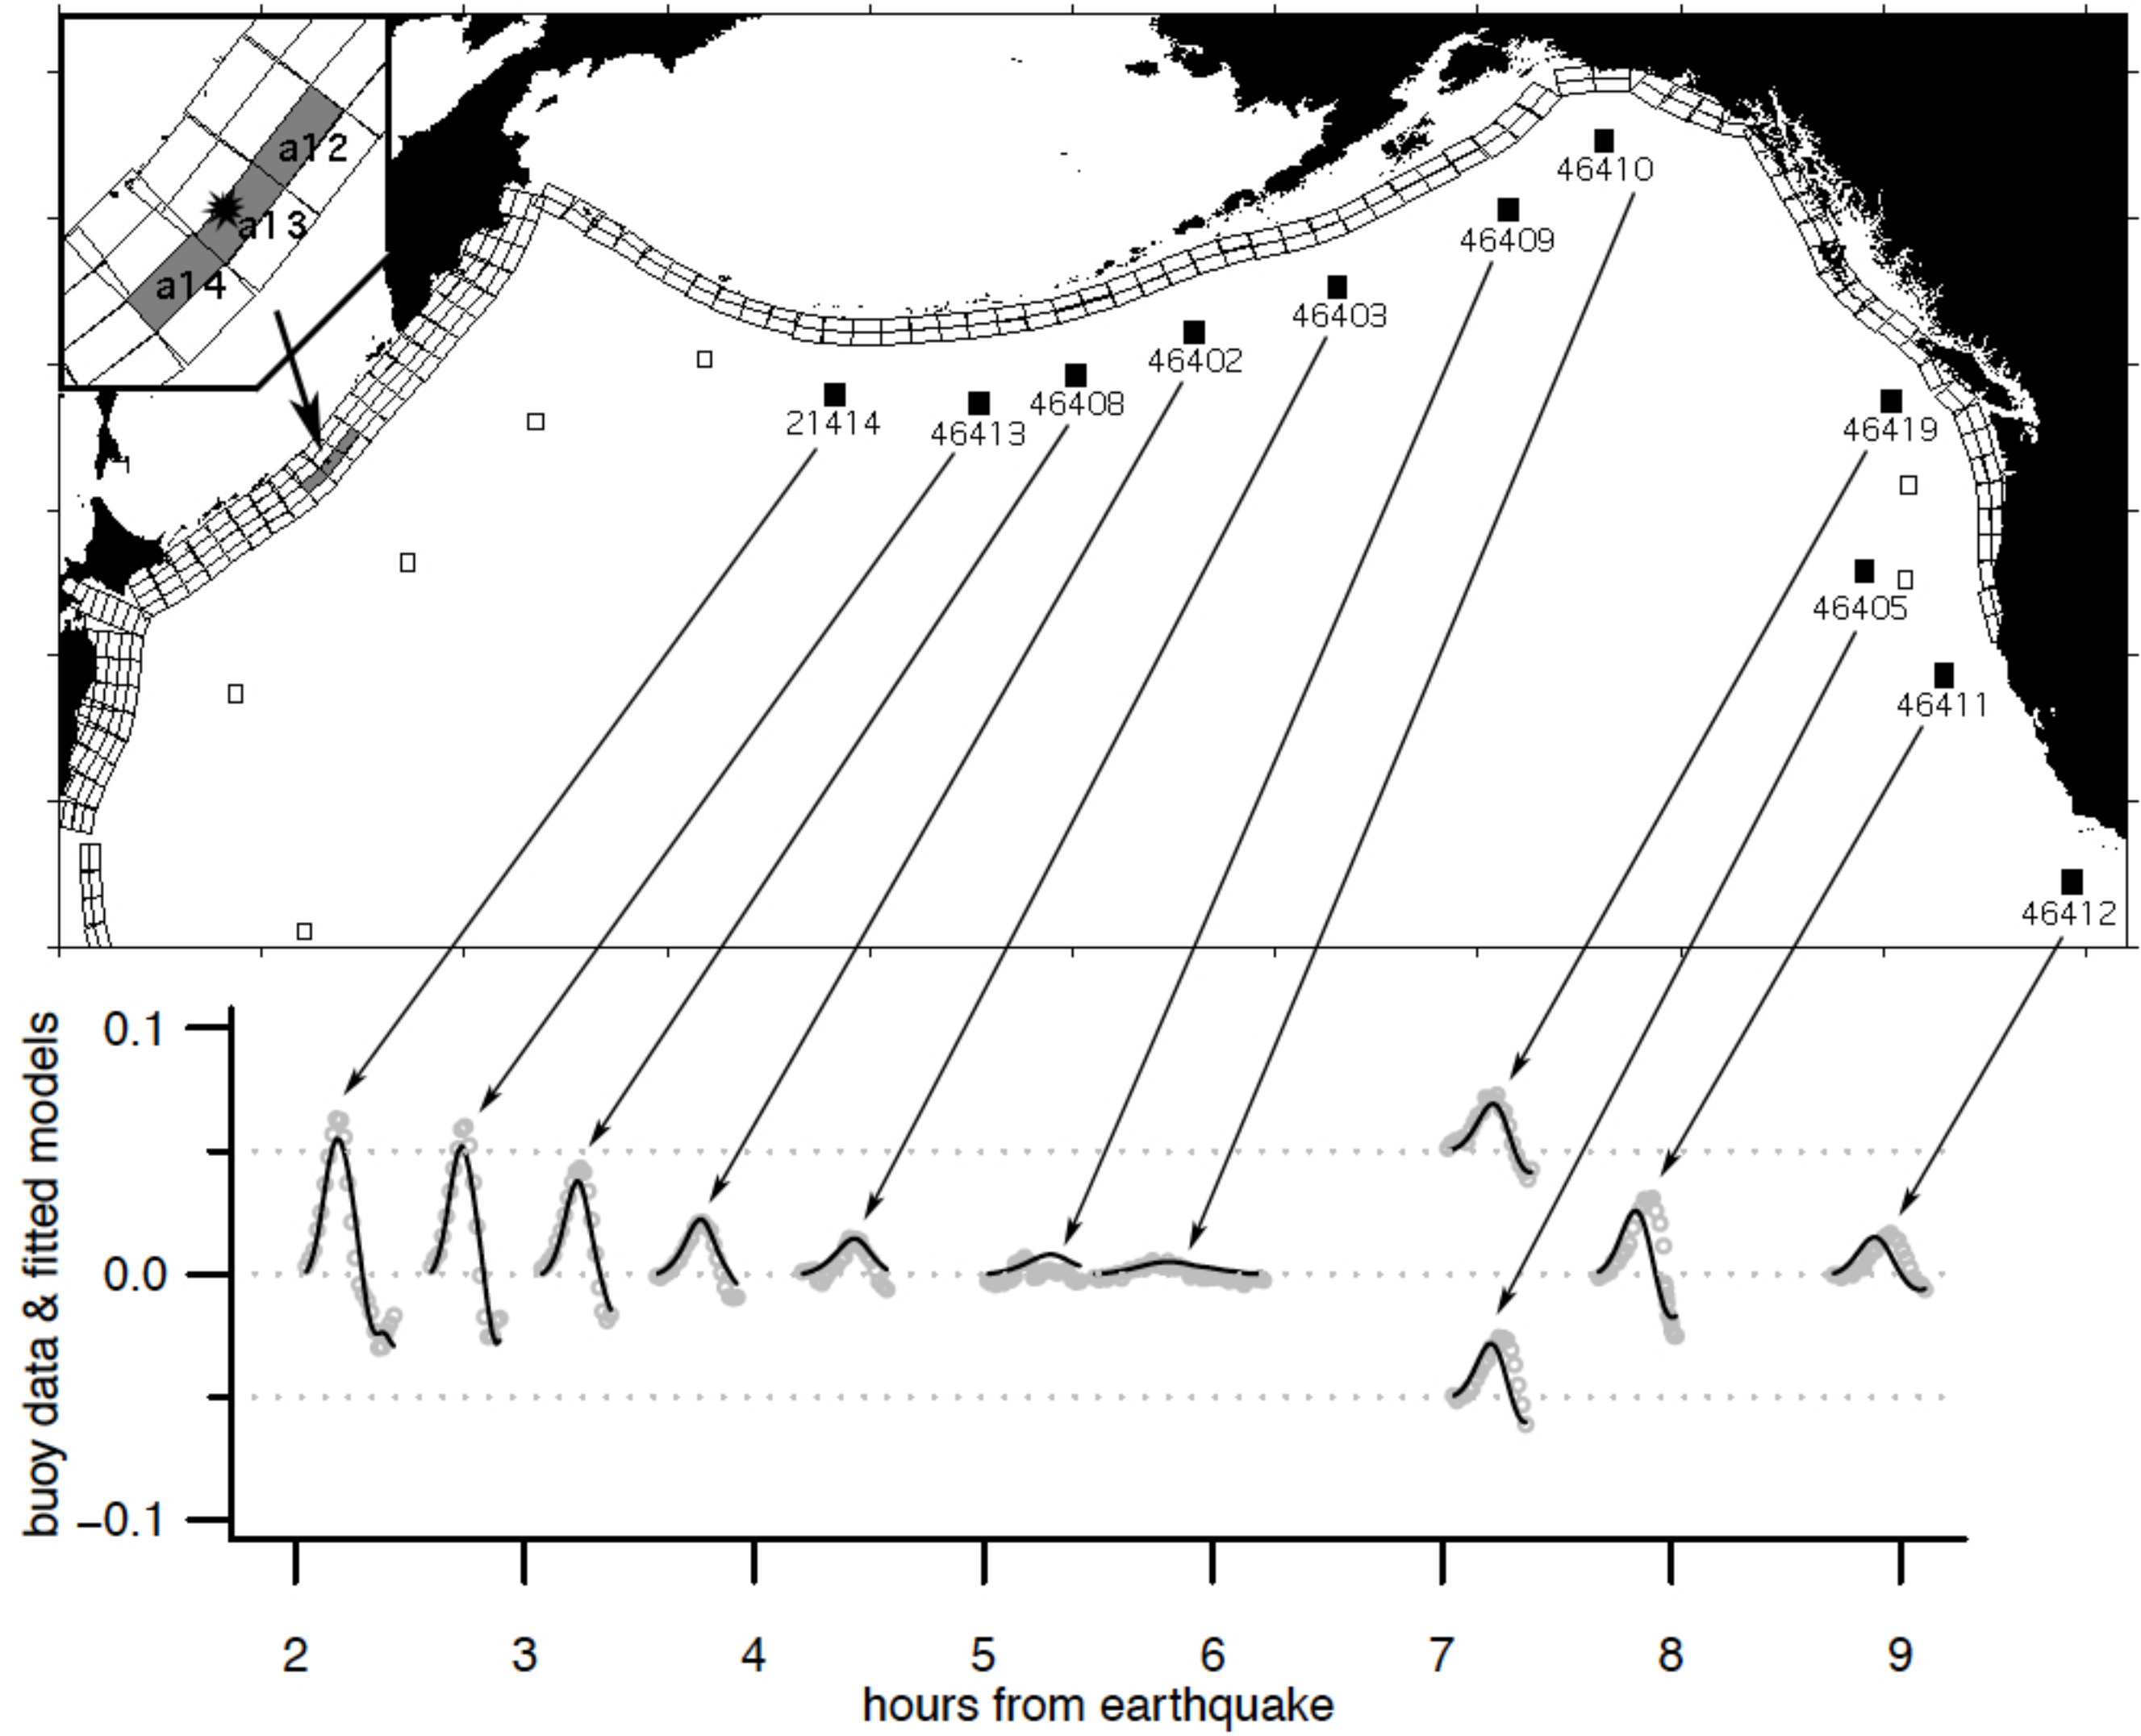 a12
a13
a14
46410
46409
46403
46402
46408
21414
46413
46419
46405
46411
46412
buoy data & fitted models
0.1
0.0
−0.1
2 3 4 5 6 7 8 9
hours from earthquake